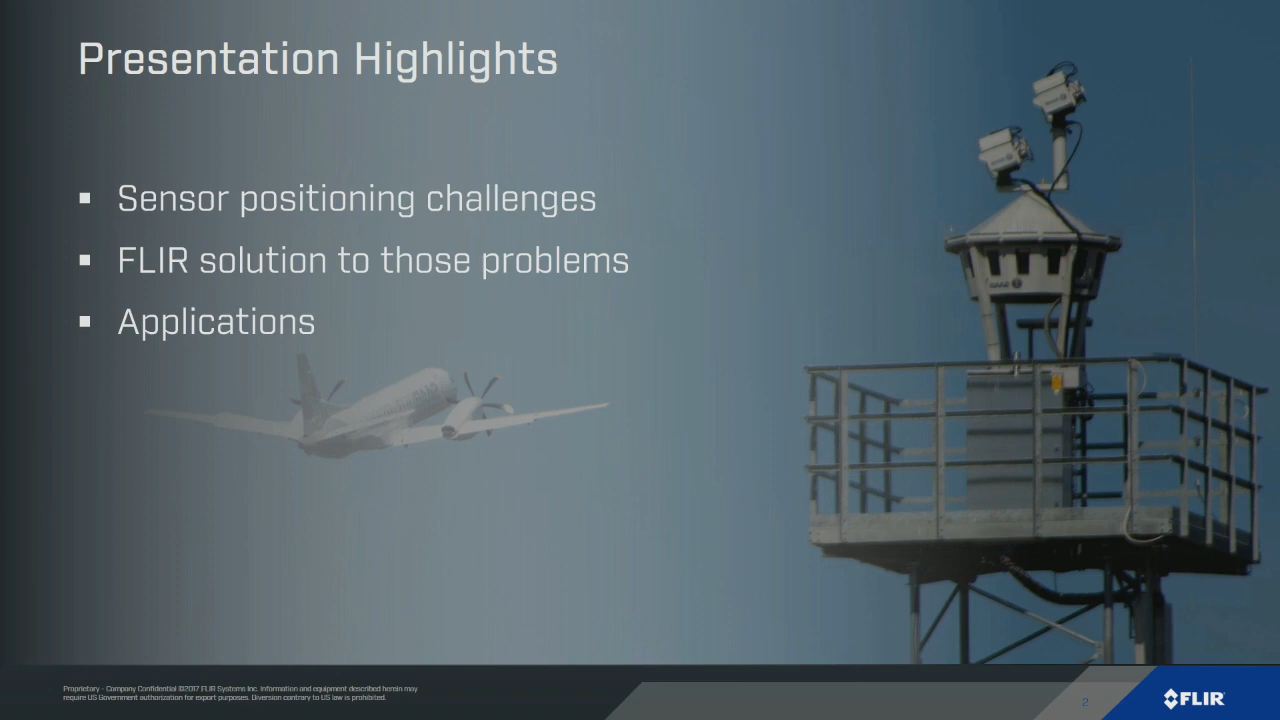 Presentation Highlights
▪ Sensor positioning challenges
▪ FLIR solution to those problems
▪ Applications
Proprietary - Company Confidential ©2017 FLIR Systems Inc. Information and equipment described herein may
require US Government authorization for export purposes. Diversion contrary to US law is prohibited.
2
FLIR